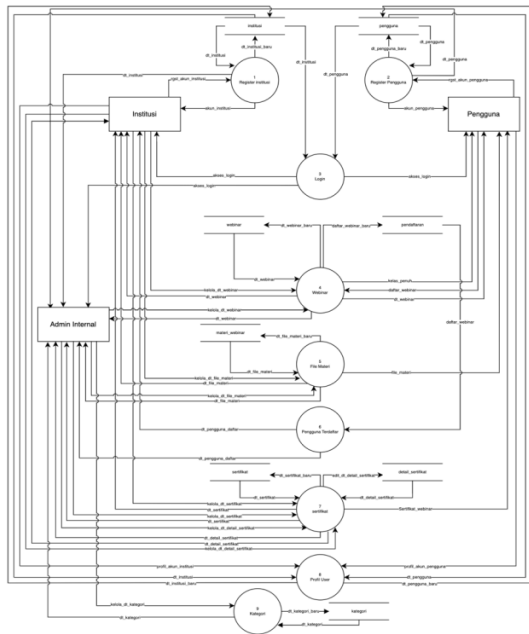 institusi
pengguna
dt_institusi
dt_institusi_baru
dt_pengguna_baru
dt_pengguna
dt_institusi
rgst_akun_institusi
1
Register Institusi
dt_institusi
dt_pengguna
2
Register Pengguna
rgst_akun_pengguna
akun_institusi
akun_pengguna
Institusi
Pengguna
akses_login
3
Login
akses_login
akses_login
webinar
dt_webinar_baru
daftar_webinar_baru
pendaftaran
dt_webinar
kelola_dt_webinar
dt_webinar
4
Webinar
kelas_penuh
daftar_webinar
dt_webinar
Admin Internal
kelola_dt_webinar
dt_webinar
daftar_webinar
materi_webinar
dt_file_materi_baru
dt_file_materi
5
File Materi
kelola_dt_file_materi
dt_file_materi
file_materi
kelola_dt_file_materi
dt_file_materi
dt_pengguna_daftar
6
Pengguna Terdaftar
dt_pengguna_daftar
sertifikat
dt_sertifikat_baru
edit_dt_detail_sertifikat
detail_sertifikat
dt_sertifikat
dt_detail_sertifikat
kelola_dt_sertifikat
dt_sertifikat
7
sertifikat
Sertifikat_webinar
kelola_dt_sertifikat
dt_sertifikat
kelola_dt_detail_sertifikat
dt_detail_sertifikat
dt_detail_sertifikat
kelola_dt_detail_sertifikat
profil_akun_institusi
profil_akun_pengguna
dt_institusi
Profil User
dt_pengguna
dt_institusi_baru
dt_pengguna_baru
kelola_dt_kategori
9
Kategori
dt_kategori_baru
kategori
dt_kategori
dt_kategori